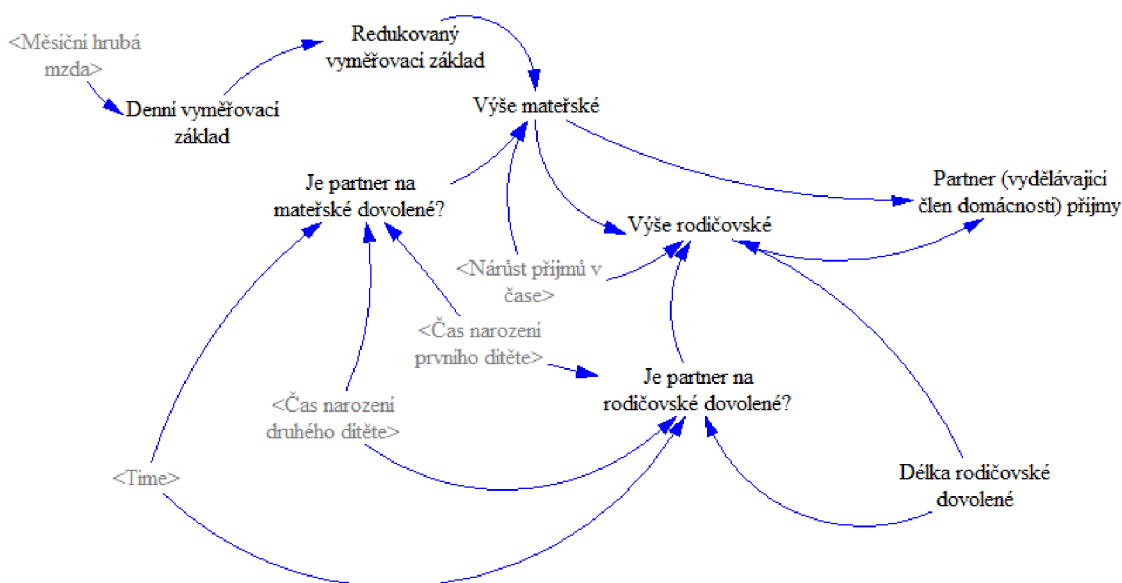 <Měsíční hrubá
mzda>
Redukovaný
vyměřovací základ
Denní vyměřovací
základ
Výše mateřské
Je partner na
mateřské dovolené?
Partner (vydělávající
člen domácnosti) příjmy
Výše rodičovské
<Nárůst příjmů v
čase>
<Čas narození
prvního dítěte>
Je partner na
rodičovské dovolené?
<Čas narození
druhého dítěte>
<Time>
Délka rodičovské
dovolené